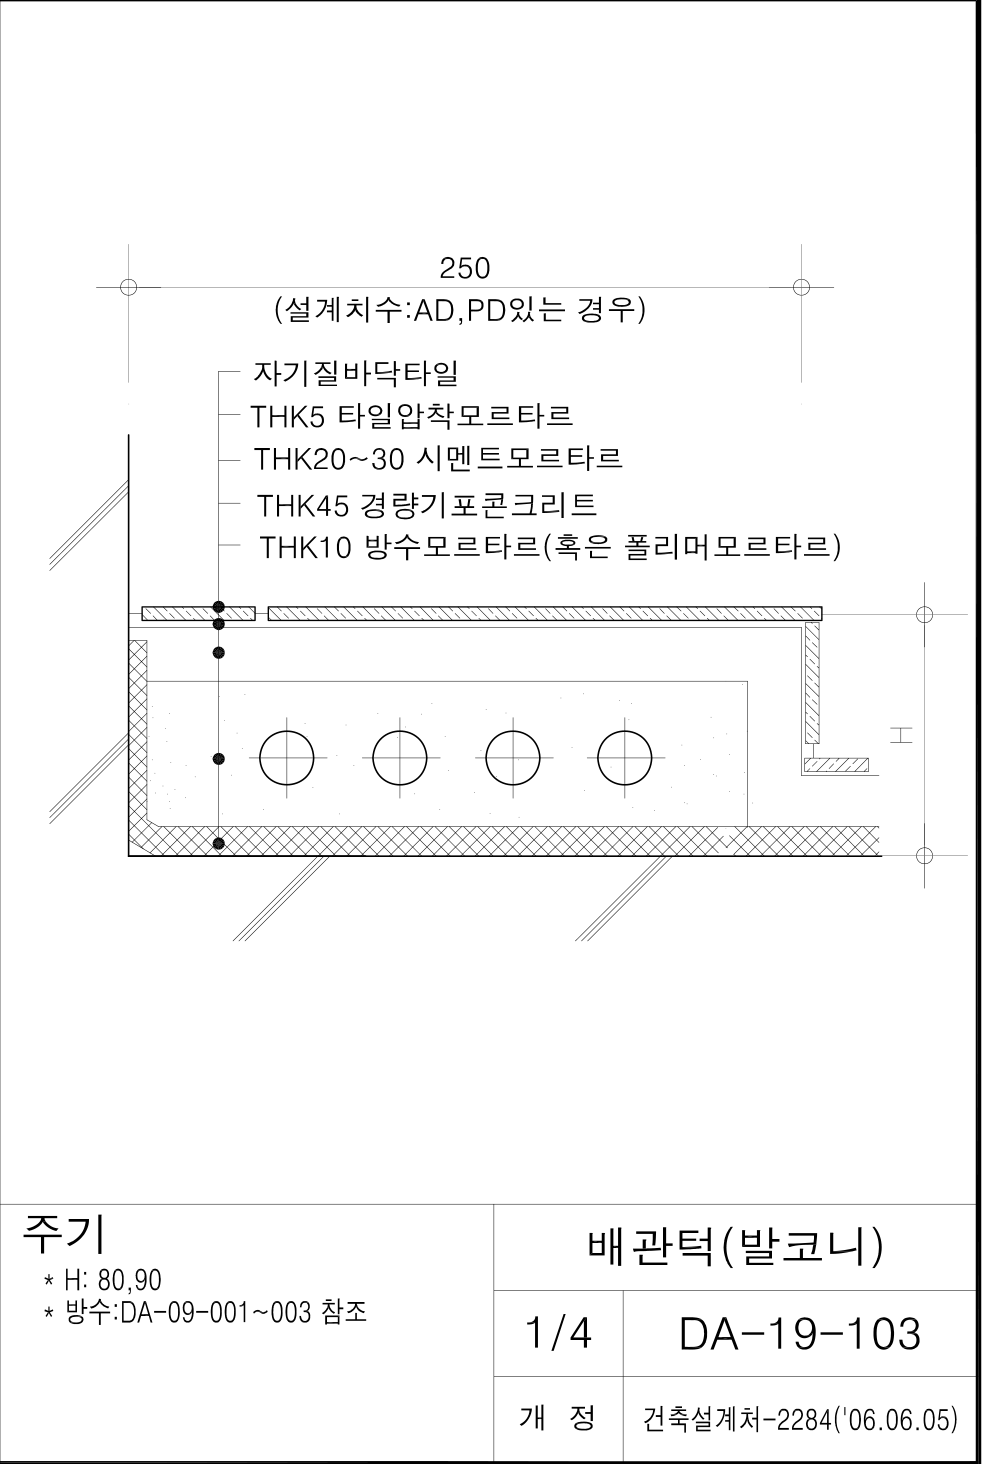 250
(설계치수:AD,PD있는 경우)
자기질바닥타일
THK5 타일압착모르타르
THK20~30 시멘트모르타르
THK45 경량기포콘크리트
THK10 방수모르타르(혹은 폴리머모르타르)
H
주기
* H: 80,90
* 방수:DA-09-001~003 참조
배관턱(발코니)
1/4
DA-19-103
개 정
건축설계처-2284('06.06.05)